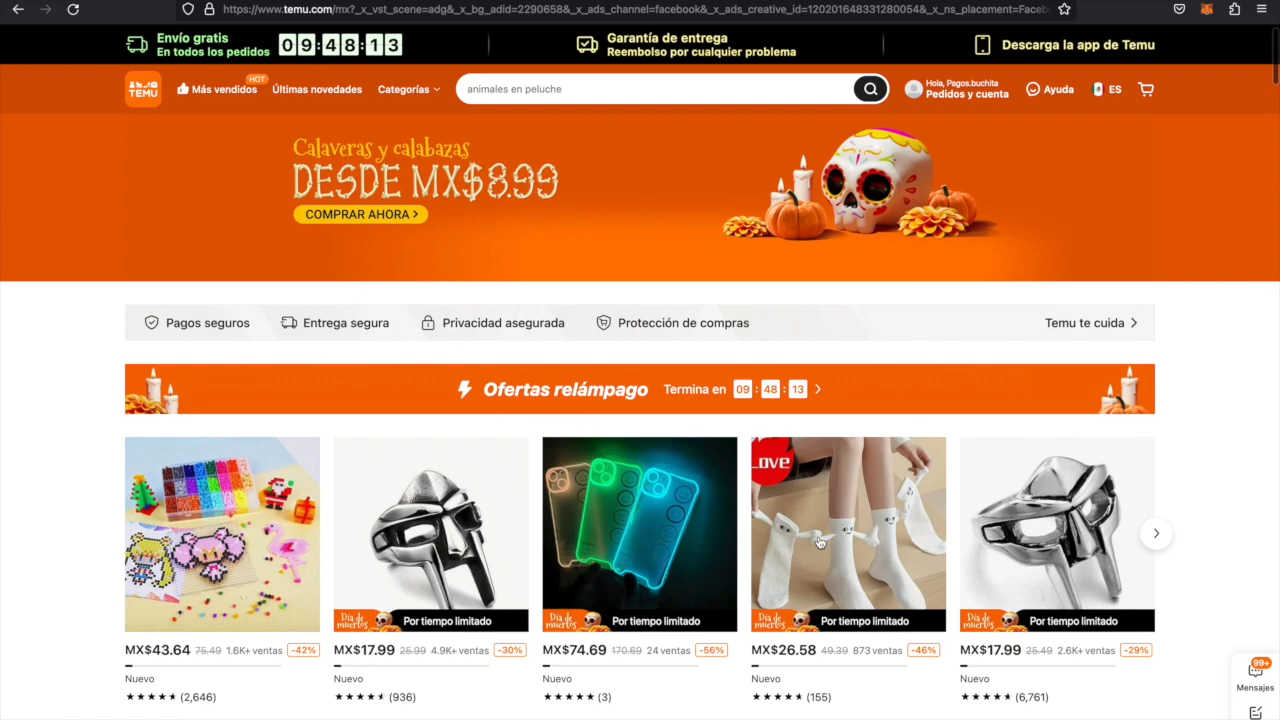 https://www.temu.com/mx?_x_vst_scene=adg&_x_bg_adid=2290658&_x_ads_channel=facebook&_x_ads_creative_id=120201648331280054&_x_ns_placement=Faceb
Envío gratis
En todos los pedidos
09:48:13
Garantía de entrega
Reembolso por cualquier problema
Descarga la app de Temu
TEMU
Más vendidos
HOT
Últimas novedades
Categorías
animales en peluche
Hola, Pagos.buchita
Pedidos y cuenta
Ayuda
ES
Calaveras y calabazas
DESDE MX$8.99
COMPRAR AHORA >
Pagos seguros
Entrega segura
Privacidad asegurada
Protección de compras
Temu te cuida >
Ofertas relámpago
Termina en 09 : 48 : 13 >
Love
Día de muertos
Por tiempo limitado
Día de muertos
Por tiempo limitado
Día de muertos
Por tiempo limitado
Día de muertos
Por tiempo limitado
MX$43.64 75.49 1.6K+ ventas -42%
Nuevo
(2,646)
MX$17.99 25.99 4.9K+ ventas -30%
Nuevo
(936)
MX$74.69 170.69 24 ventas -56%
Nuevo
(3)
MX$26.58 49.39 873 ventas -46%
Nuevo
(155)
MX$17.99 25.49 2.6K+ ventas -29%
Nuevo
(6,761)
99+
Mensajes